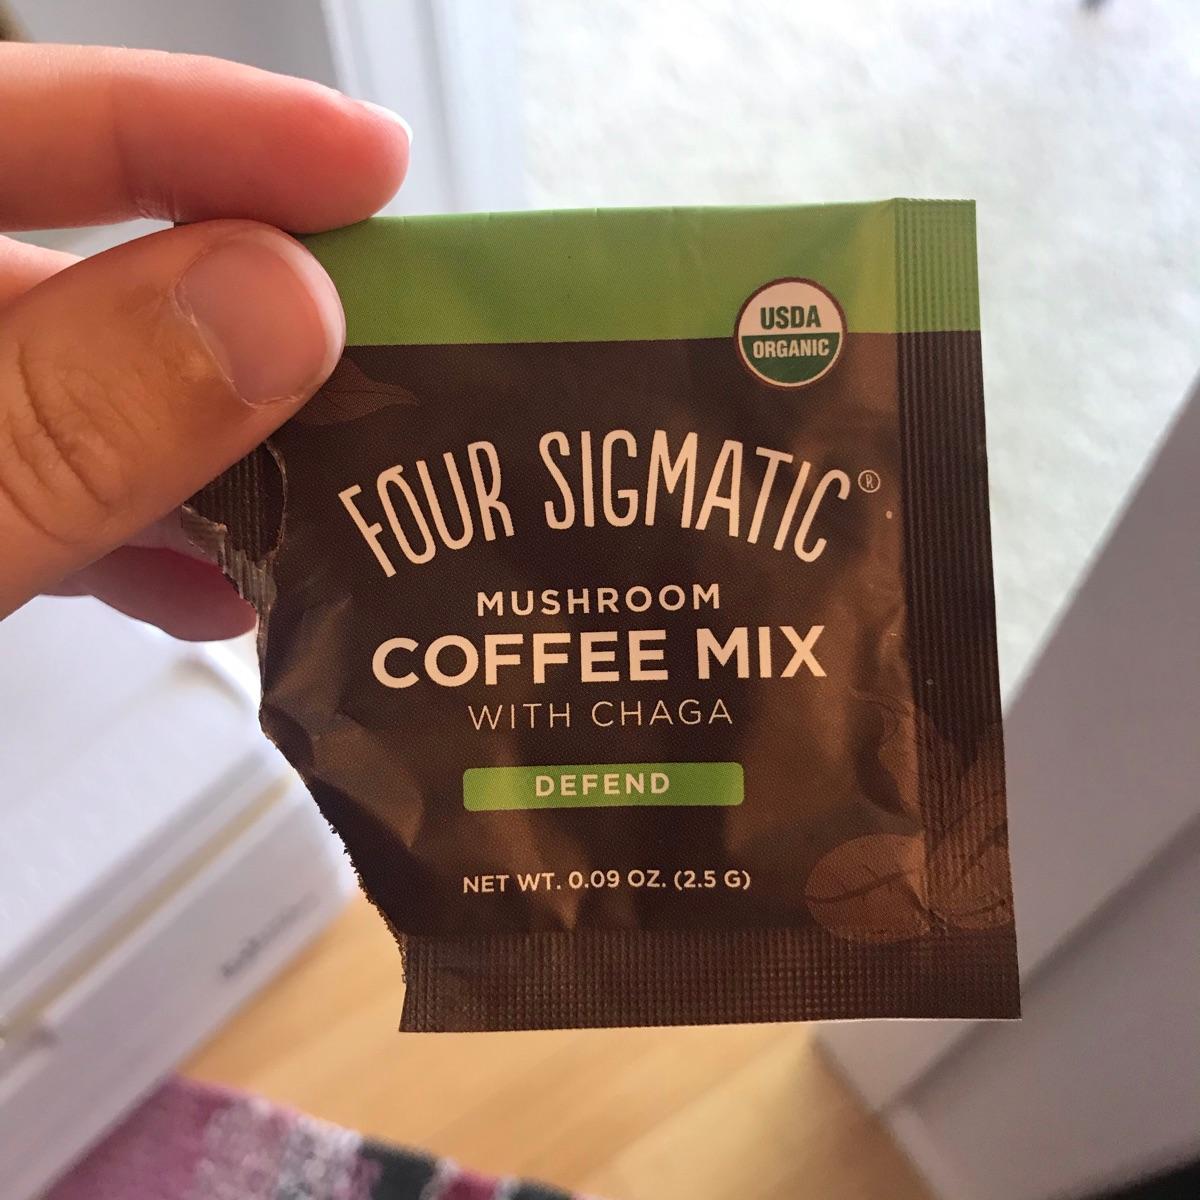 USDA
ORGANIC
FOUR SIGMATIC®
MUSHROOM
COFFEE MIX
WITH CHAGA
DEFEND
NET WT. 0.09 OZ. (2.5 G)